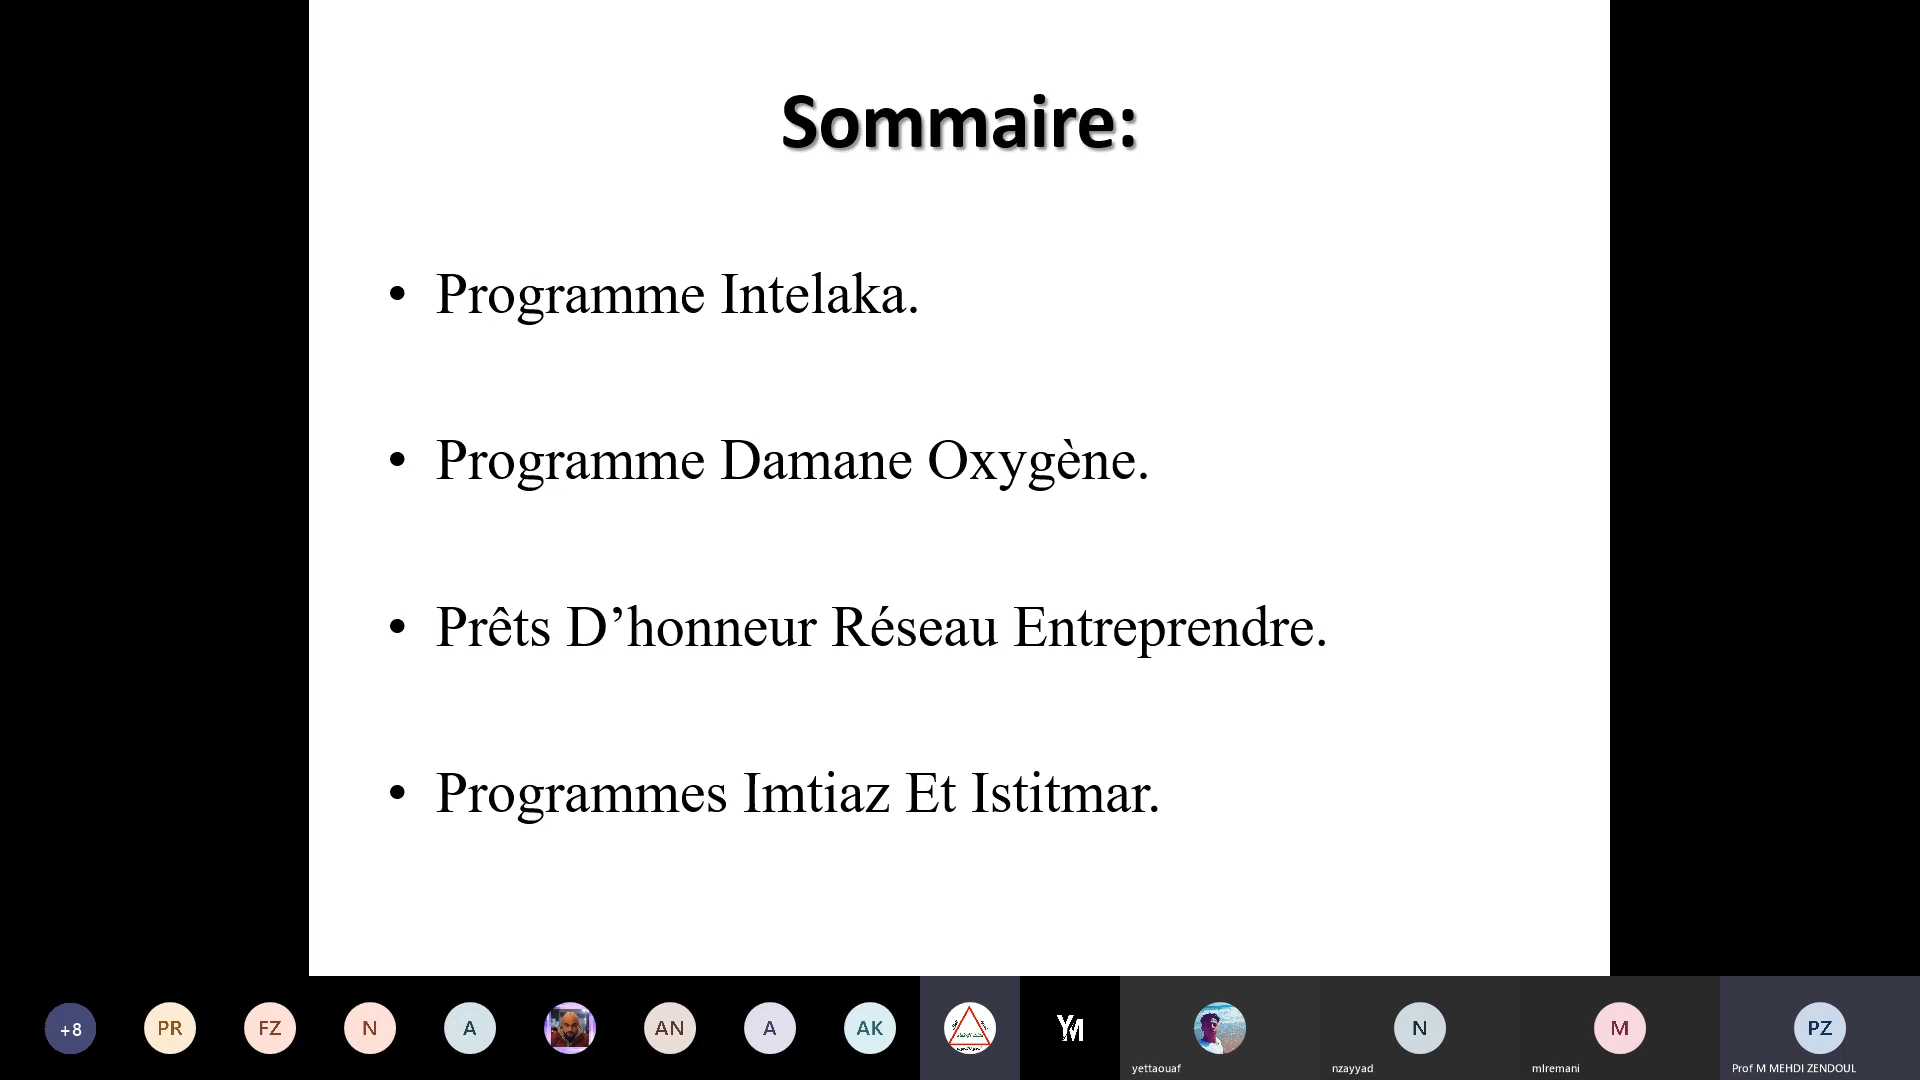 Sommaire:
• Programme Intelaka.
• Programme Damane Oxygène.
• Prêts D’honneur Réseau Entreprendre.
• Programmes Imtiaz Et Istitmar.
+8
PR
FZ
N
A
AN
A
AK
YM
N
M
PZ
yettaouaf
nzayyad
mlremani
Prof M MEHDI ZENDOUL